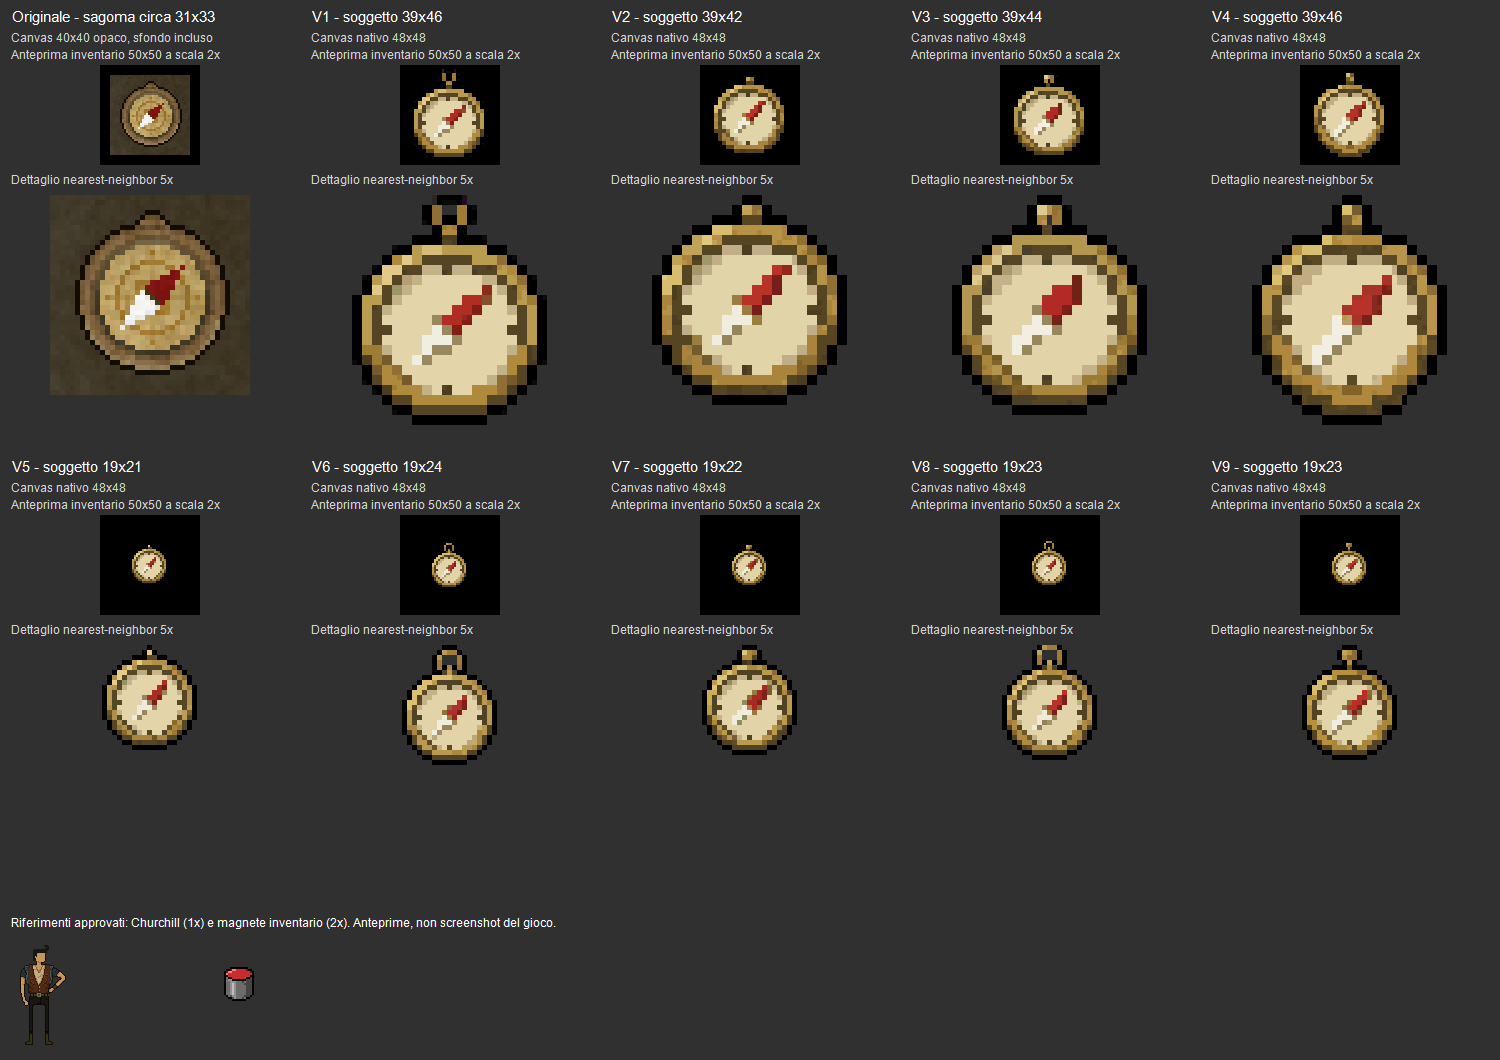 Originale - sagoma circa 31x33
Canvas 40x40 opaco, sfondo incluso
Anteprima inventario 50x50 a scala 2x
Dettaglio nearest-neighbor 5x
V1 - soggetto 39x46
Canvas nativo 48x48
Anteprima inventario 50x50 a scala 2x
Dettaglio nearest-neighbor 5x
V2 - soggetto 39x42
Canvas nativo 48x48
Anteprima inventario 50x50 a scala 2x
Dettaglio nearest-neighbor 5x
V3 - soggetto 39x44
Canvas nativo 48x48
Anteprima inventario 50x50 a scala 2x
Dettaglio nearest-neighbor 5x
V4 - soggetto 39x46
Canvas nativo 48x48
Anteprima inventario 50x50 a scala 2x
Dettaglio nearest-neighbor 5x
V5 - soggetto 19x21
Canvas nativo 48x48
Anteprima inventario 50x50 a scala 2x
Dettaglio nearest-neighbor 5x
V6 - soggetto 19x24
Canvas nativo 48x48
Anteprima inventario 50x50 a scala 2x
Dettaglio nearest-neighbor 5x
V7 - soggetto 19x22
Canvas nativo 48x48
Anteprima inventario 50x50 a scala 2x
Dettaglio nearest-neighbor 5x
V8 - soggetto 19x23
Canvas nativo 48x48
Anteprima inventario 50x50 a scala 2x
Dettaglio nearest-neighbor 5x
V9 - soggetto 19x23
Canvas nativo 48x48
Anteprima inventario 50x50 a scala 2x
Dettaglio nearest-neighbor 5x
Riferimenti approvati: Churchill (1x) e magnete inventario (2x). Anteprime, non screenshot del gioco.